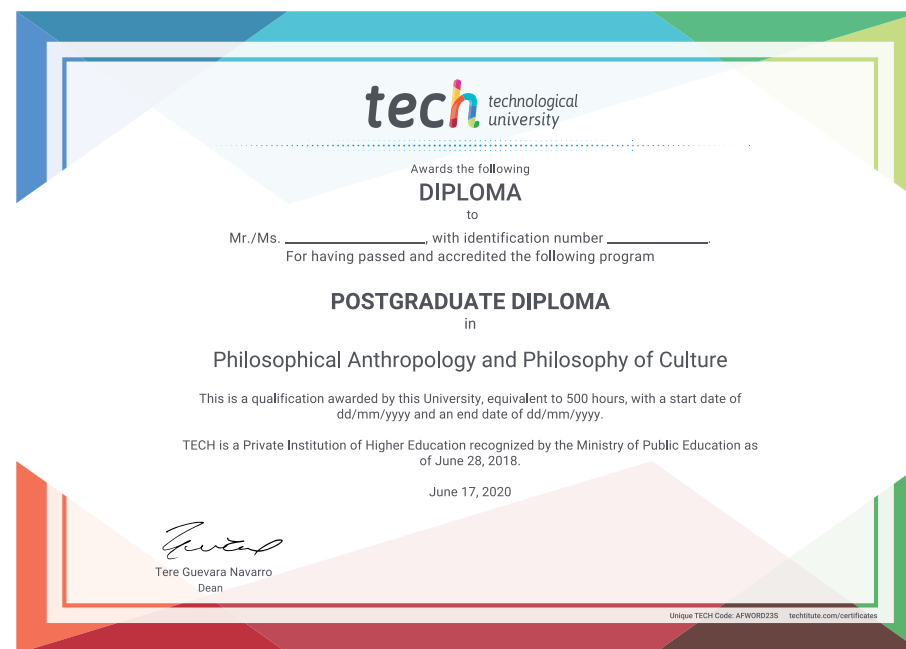 tech technological
university
Awards the following
DIPLOMA
to
Mr./Ms. ____________________, with identification number ______________.
For having passed and accredited the following program
POSTGRADUATE DIPLOMA
in
Philosophical Anthropology and Philosophy of Culture
This is a qualification awarded by this University, equivalent to 500 hours, with a start date of
dd/mm/yyyy and an end date of dd/mm/yyyy.
TECH is a Private Institution of Higher Education recognized by the Ministry of Public Education as
of June 28, 2018.
June 17, 2020
Tere Guevara Navarro
Dean
Unique TECH Code: AFWORD23S techtitute.com/certificates